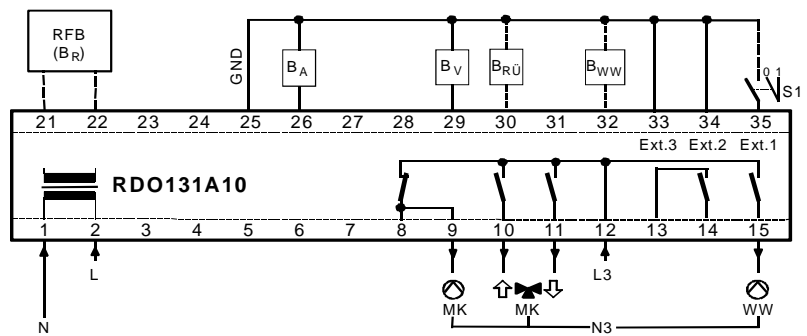 RFB
(BR)
GND
BA
BV
BRÜ
BWW
0 1
S1
21 22 23 24 25 26 27 28 29 30 31 32 33 34 35
Ext.3 Ext.2 Ext.1
RDO131A10
1 2 3 4 5 6 7 8 9 10 11 12 13 14 15
L
L3
MK
MK
WW
N
N3